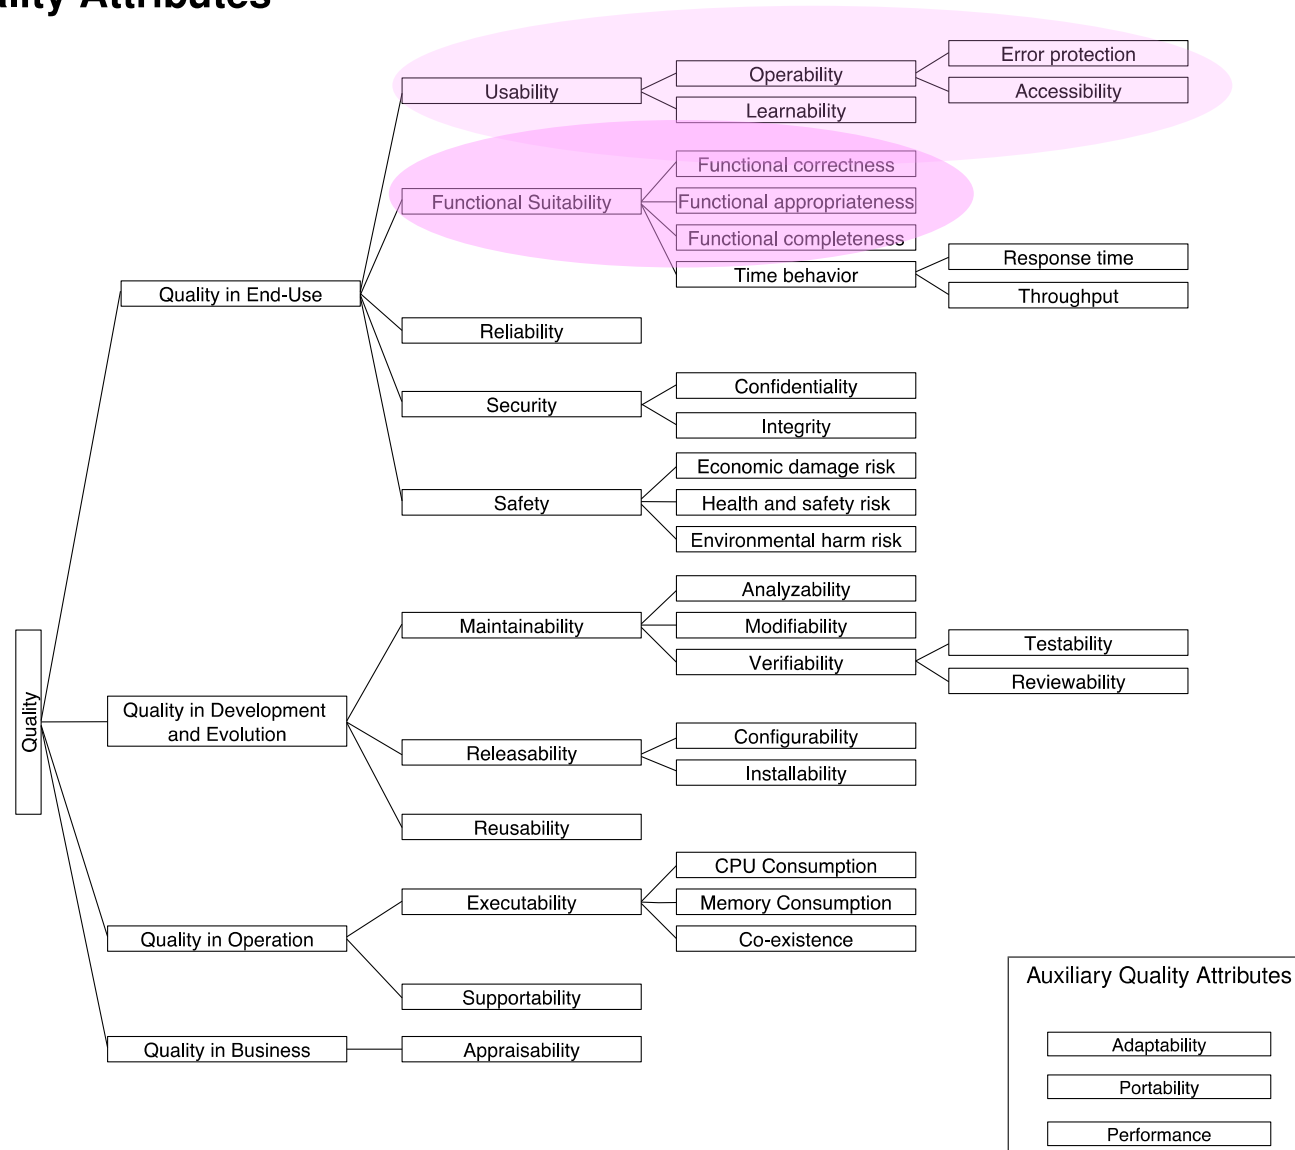 ality Attributes
Error protection
Operability
Usability
Accessibility
Learnability
Functional correctness
Functional Suitability
Functional appropriateness
Functional completeness
Response time
Time behavior
Quality in End-Use
Throughput
Reliability
Confidentiality
Security
Integrity
Economic damage risk
Safety
Health and safety risk
Environmental harm risk
Analyzability
Maintainability
Modifiability
Testability
Verifiability
Reviewability
Quality
Quality in Development
and Evolution
Configurability
Releasability
Installability
Reusability
CPU Consumption
Executability
Memory Consumption
Quality in Operation
Co-existence
Supportability
Quality in Business
Appraisability
Auxiliary Quality Attributes
Adaptability
Portability
Performance